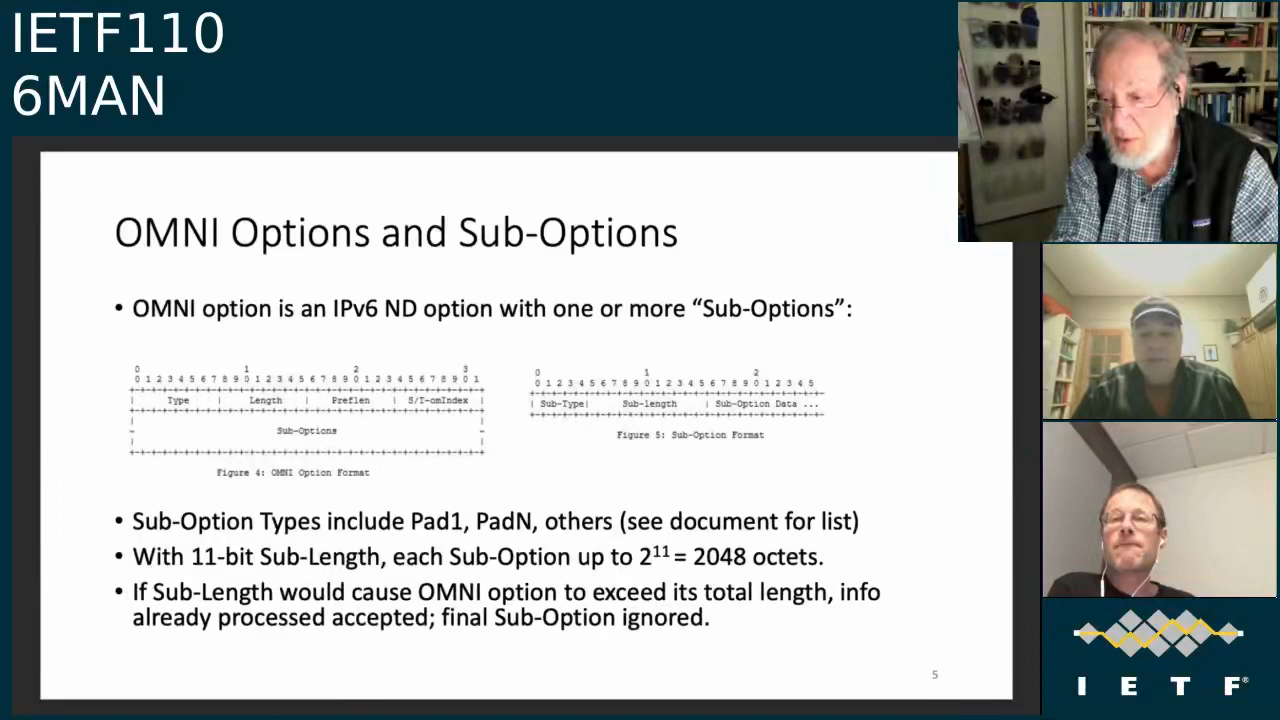 IETF110
6MAN
OMNI Options and Sub-Options
• OMNI option is an IPv6 ND option with one or more “Sub-Options”:
0 1 2 3
0 1 2 3 4 5 6 7 8 9 0 1 2 3 4 5 6 7 8 9 0 1 2 3 4 5 6 7 8 9 0 1
+-+-+-+-+-+-+-+-+-+-+-+-+-+-+-+-+-+-+-+-+-+-+-+-+-+-+-+-+-+-+-+-+
| Type | Length | Preflen | S/T-omIndex |
+-+-+-+-+-+-+-+-+-+-+-+-+-+-+-+-+-+-+-+-+-+-+-+-+-+-+-+-+-+-+-+-+
~ Sub-Options ~
+-+-+-+-+-+-+-+-+-+-+-+-+-+-+-+-+-+-+-+-+-+-+-+-+-+-+-+-+-+-+-+-+
Figure 4: OMNI Option Format
0 1 2
0 1 2 3 4 5 6 7 8 9 0 1 2 3 4 5 6 7 8 9 0 1 2 3 4 5
+-+-+-+-+-+-+-+-+-+-+-+-+-+-+-+-+-+-+-+-+-+-+-+-+-+-+
| Sub-Type| Sub-length | Sub-Option Data ...
+-+-+-+-+-+-+-+-+-+-+-+-+-+-+-+-+-+-+-+-+-+-+-+-+-+-+
Figure 5: Sub-Option Format
• Sub-Option Types include Pad1, PadN, others (see document for list)
• With 11-bit Sub-Length, each Sub-Option up to 2¹¹ = 2048 octets.
• If Sub-Length would cause OMNI option to exceed its total length, info
already processed accepted; final Sub-Option ignored.
5
I E T F®